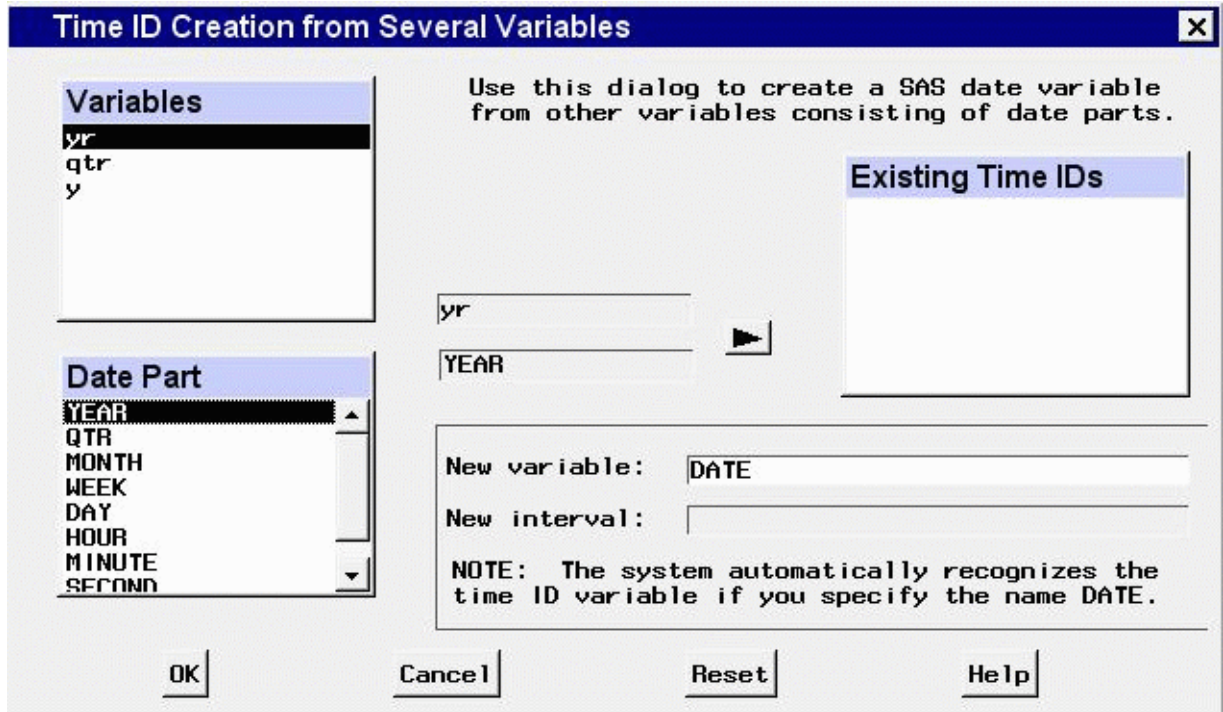 Time ID Creation from Several Variables
Variables
yr
qtr
y
Use this dialog to create a SAS date variable
from other variables consisting of date parts.
Existing Time IDs
yr
YEAR
Date Part
YEAR
QTR
MONTH
WEEK
DAY
HOUR
MINUTE
SECOND
New variable: DATE
New interval:
NOTE: The system automatically recognizes the
time ID variable if you specify the name DATE.
OK Cancel Reset Help